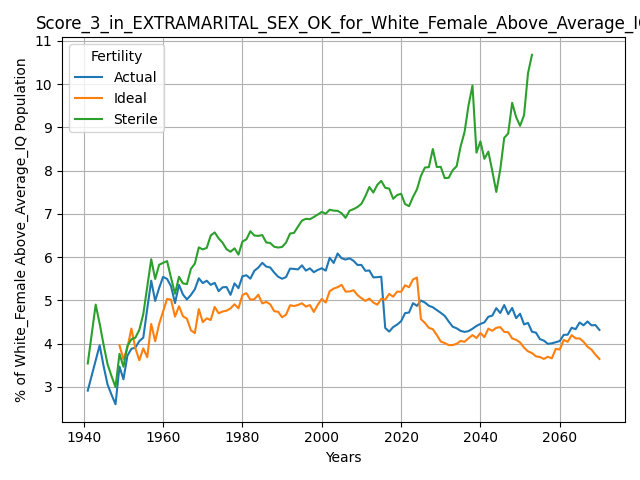 Score_3_in_EXTRAMARITAL_SEX_OK_for_White_Female_Above_Average_I
Fertility
Actual
Ideal
Sterile
% of White_Female Above_Average_IQ Population
11
10
9
8
7
6
5
4
3
1940
1960
1980
2000
2020
2040
2060
Years